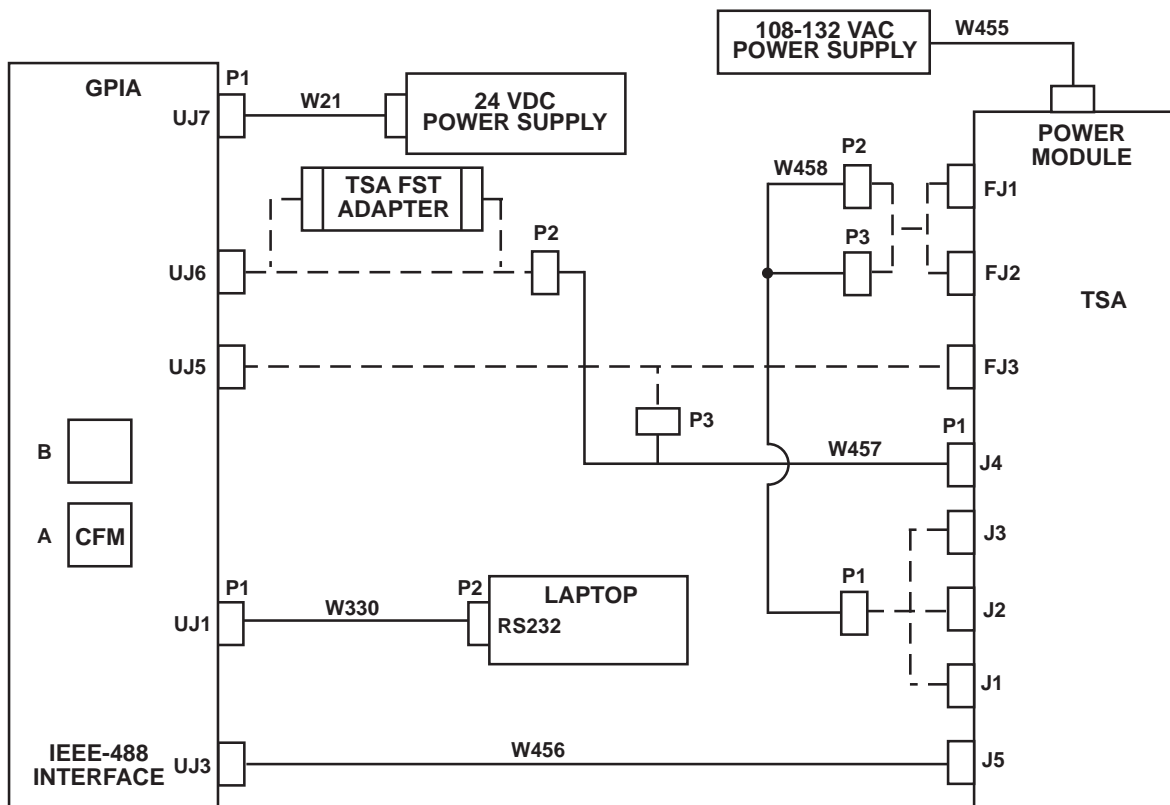 108-132 VAC
POWER SUPPLY
W455
GPIA
P1
UJ7
W21
24 VDC
POWER SUPPLY
POWER
MODULE
P2
W458
TSA FST
ADAPTER
FJ1
P2
P3
UJ6
FJ2
TSA
UJ5
FJ3
P3
P1
B
W457
J4
A
CFM
J3
P1
P1
P2
LAPTOP
W330
RS232
UJ1
J2
J1
IEEE-488
INTERFACE
UJ3
W456
J5